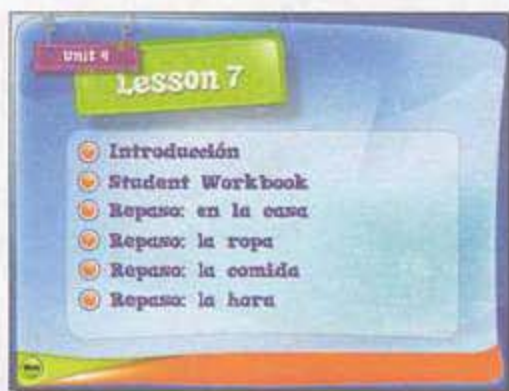 Unit 4
Lesson 7
Introducción
Student Workbook
Repaso: en la casa
Repaso: la ropa
Repaso: la comida
Repaso: la hora